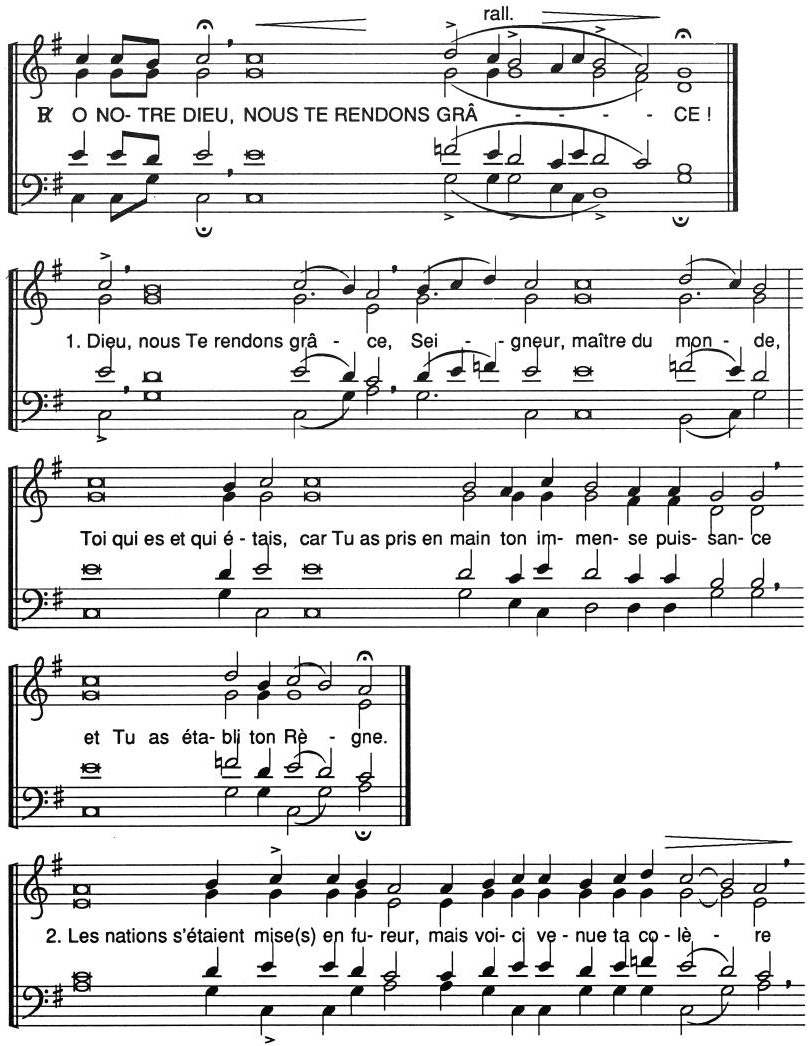 rall.
℟ O NO- TRE DIEU, NOUS TE RENDONS GRÂ - - - - CE !
1. Dieu, nous Te rendons grâ - ce, Sei - - gneur, maître du mon - de,
Toi qui es et qui é - tais, car Tu as pris en main ton im- men- se puis- san- ce
et Tu as éta- bli ton Rè - gne.
2. Les nations s'étaient mise(s) en fu- reur, mais voi- ci ve - nue ta co - lè - re